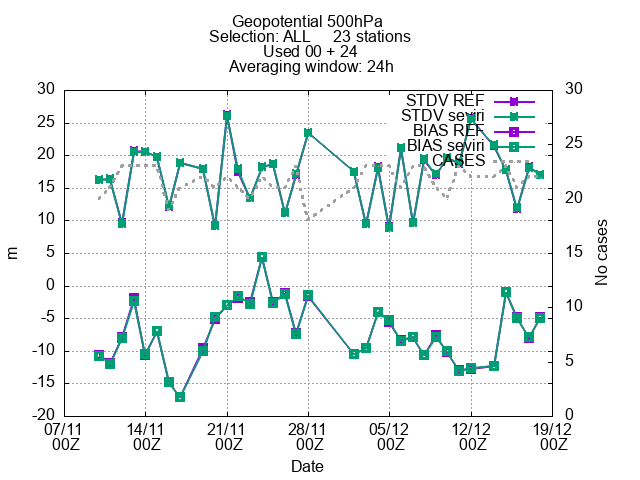 Geopotential 500hPa
Selection: ALL 23 stations
Used 00 + 24
Averaging window: 24h
30 30
STDV REF
25 STDV seviri 25
BIAS REF
20 BIAS seviri 20
CASES
15
10
5 15
0
-5 10
-10
-15 5
-20 0
m
No cases
07/11 14/11 21/11 28/11 05/12 12/12 19/12
00Z 00Z 00Z 00Z 00Z 00Z 00Z
Date